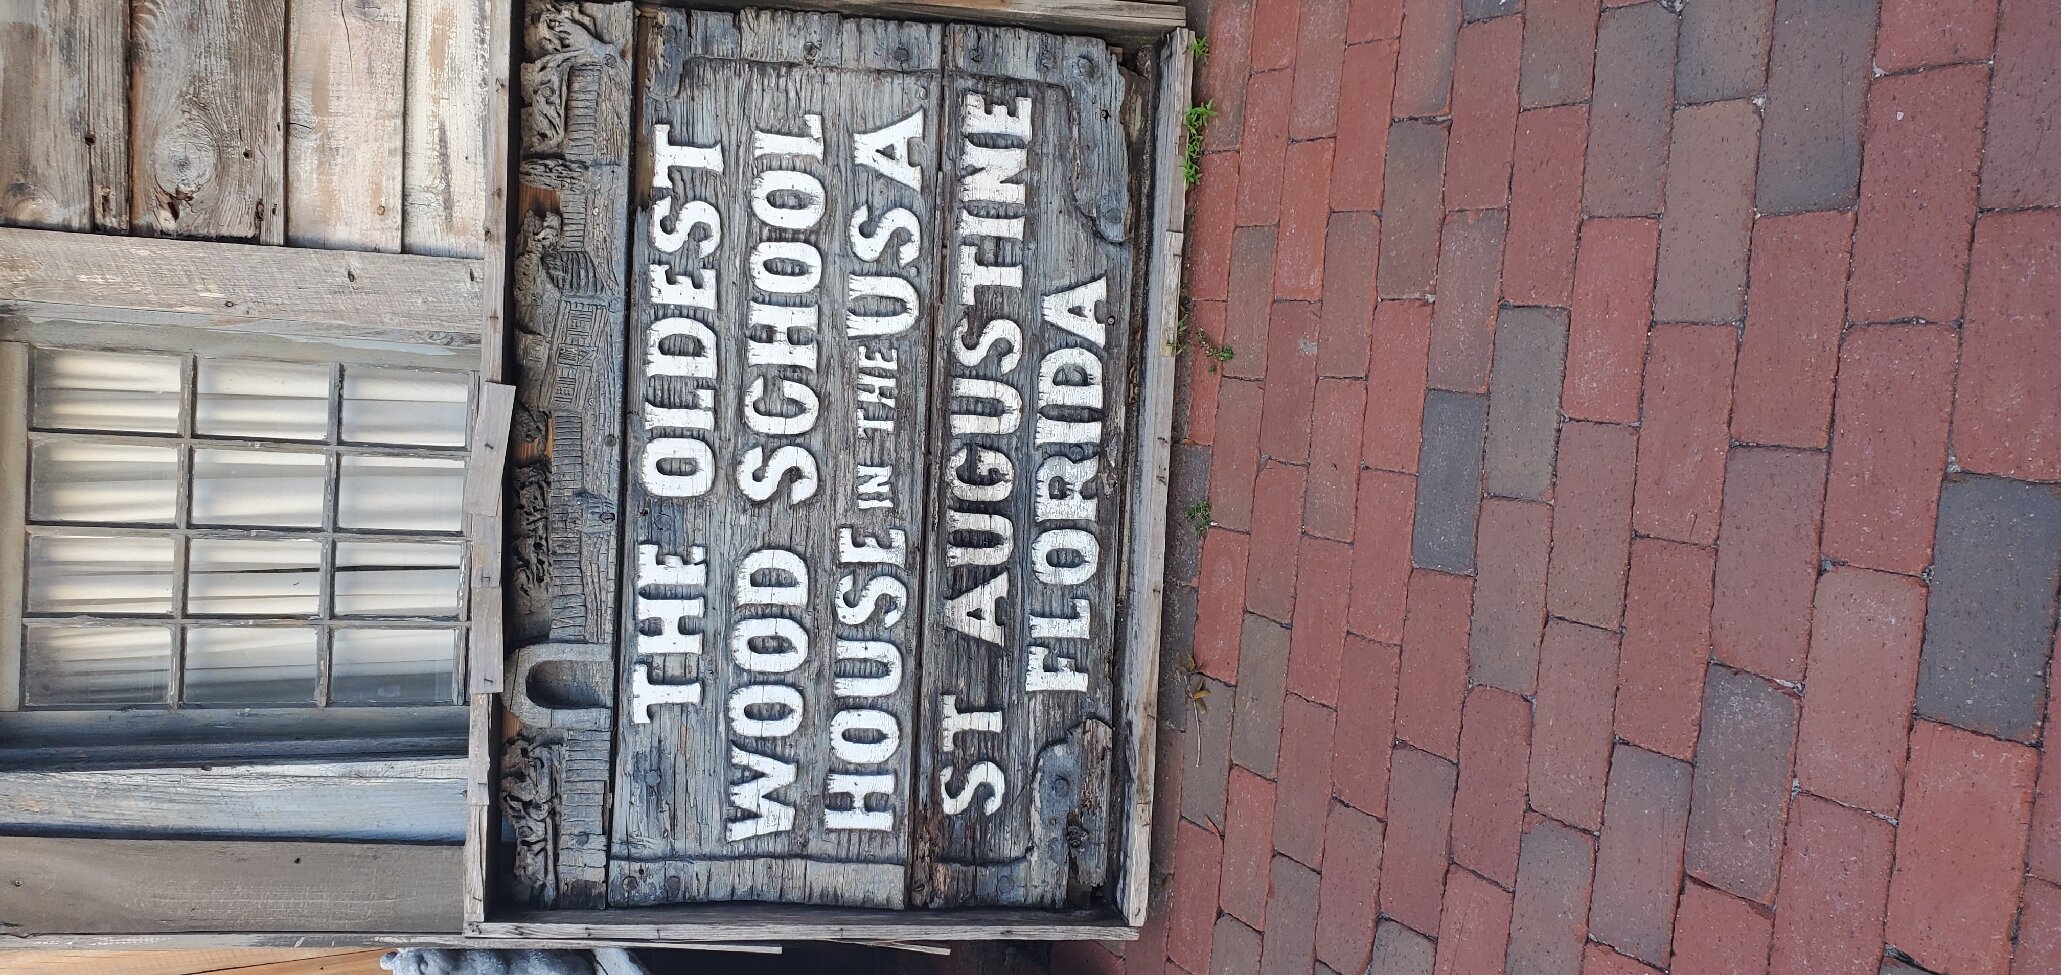 THE OLDEST
WOOD SCHOOL
HOUSE IN THE USA
ST AUGUSTINE
FLORIDA